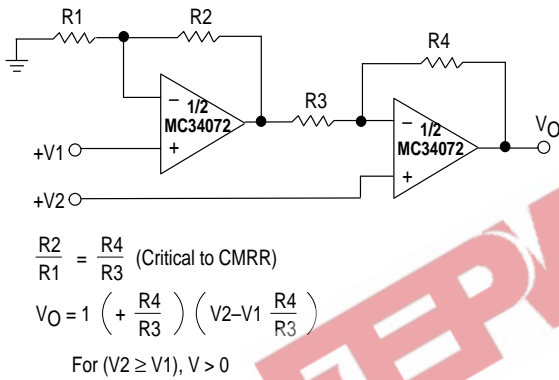 R1
R2
R3
R4
1/2
MC34072
1/2
MC34072
−
+
−
+
+V1
+V2
VO
R2/R1 = R4/R3 (Critical to CMRR)
VO = 1 (+ R4/R3) (V2–V1 R4/R3)
For (V2 ≥ V1), V > 0